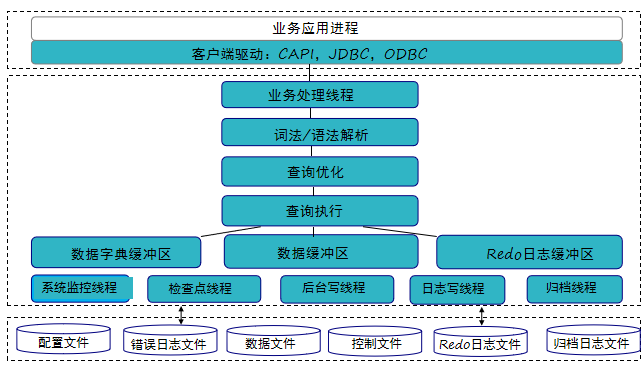 业务应用进程
客户端驱动：CAPI，JDBC，ODBC
业务处理线程
词法/语法解析
查询优化
查询执行
数据字典缓冲区 数据缓冲区 Redo日志缓冲区
系统监控线程 检查点线程 后台写线程 日志写线程 归档线程
配置文件 错误日志文件 数据文件 控制文件 Redo日志文件 归档日志文件